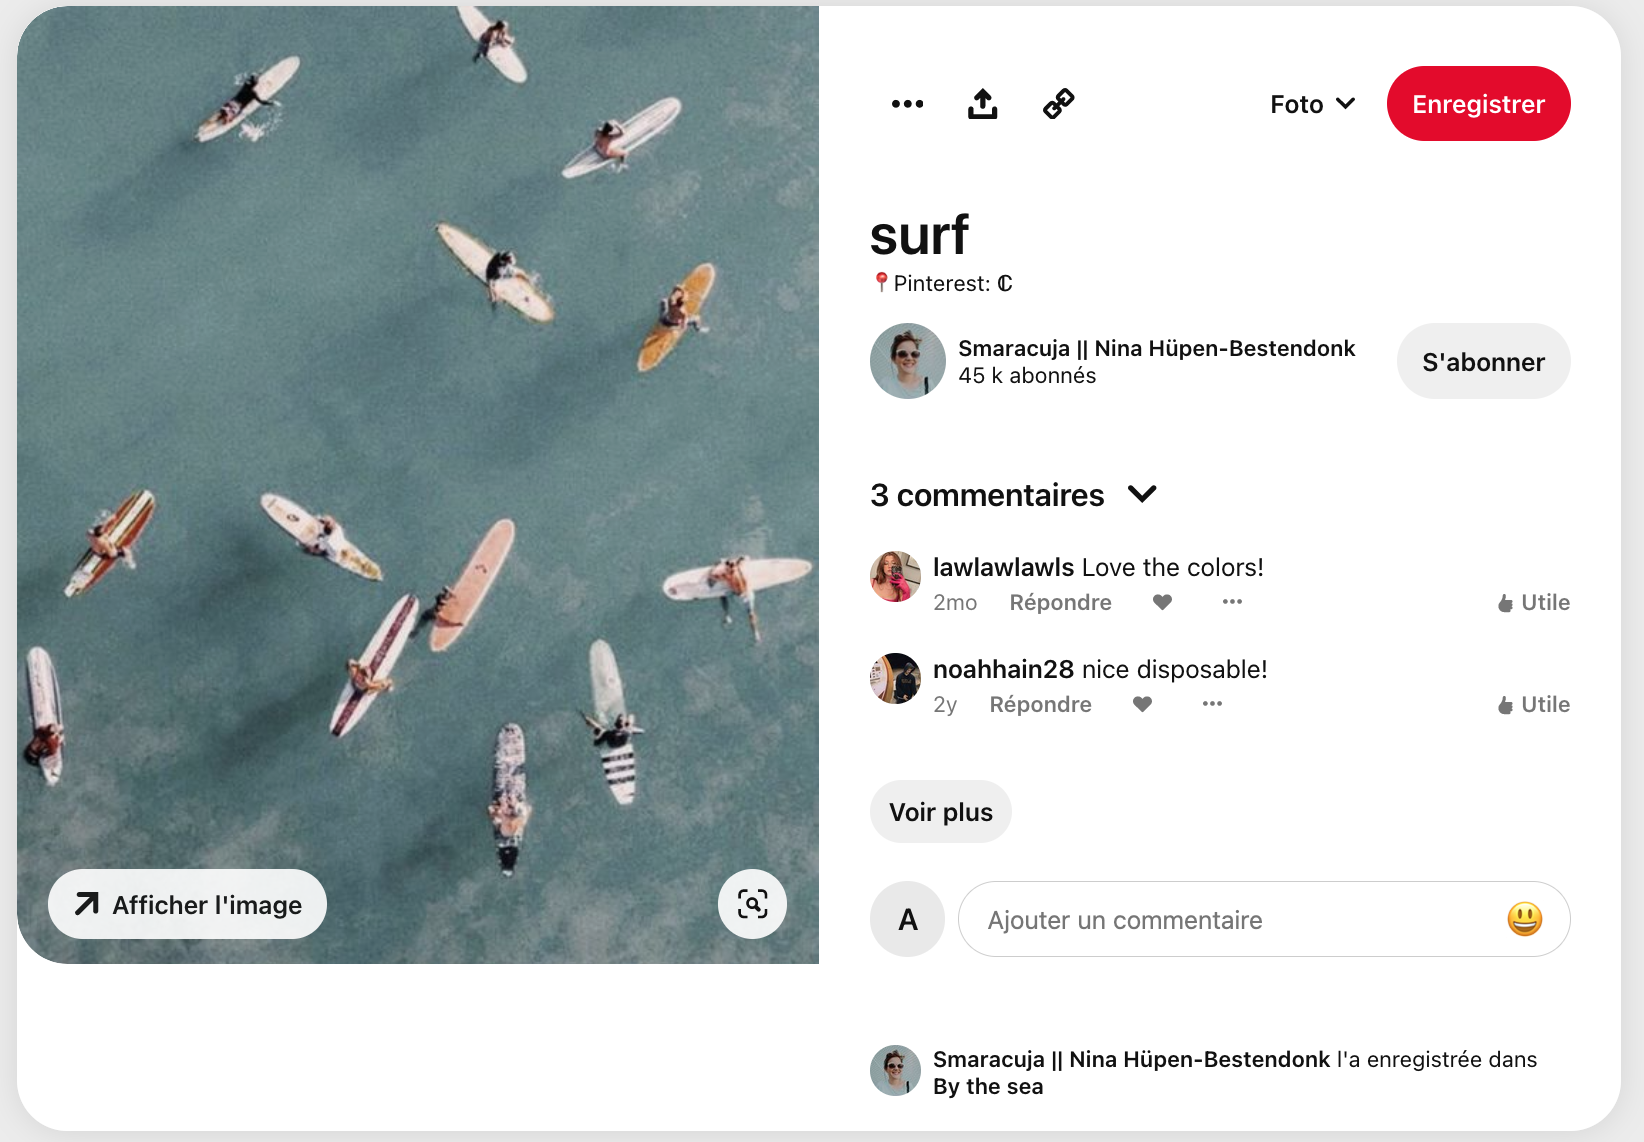 Foto
Enregistrer
surf
📍Pinterest: ℂ
Smaracuja || Nina Hüpen-Bestendonk
45 k abonnés
S'abonner
3 commentaires
lawlawlawls Love the colors!
2mo Répondre Utile
noahhain28 nice disposable!
2y Répondre Utile
Voir plus
A Ajouter un commentaire 😃
Smaracuja || Nina Hüpen-Bestendonk l'a enregistrée dans
By the sea
Afficher l'image